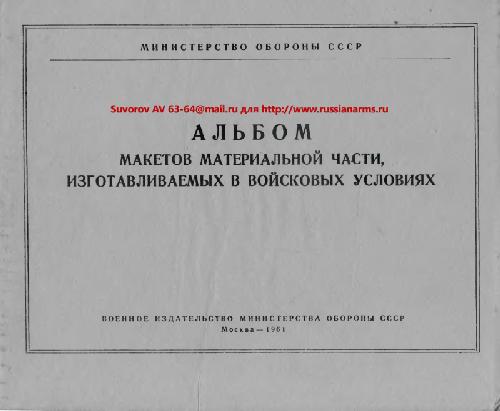 МИНИСТЕРСТВО ОБОРОНЫ СССР
Suvorov AV 63-64@mail.ru для http://www.russianarms.ru
АЛЬБОМ
МАКЕТОВ МАТЕРИАЛЬНОЙ ЧАСТИ,
ИЗГОТАВЛИВАЕМЫХ В ВОЙСКОВЫХ УСЛОВИЯХ
ВОЕННОЕ ИЗДАТЕЛЬСТВО МИНИСТЕРСТВА ОБОРОНЫ СССР
Москва — 1961